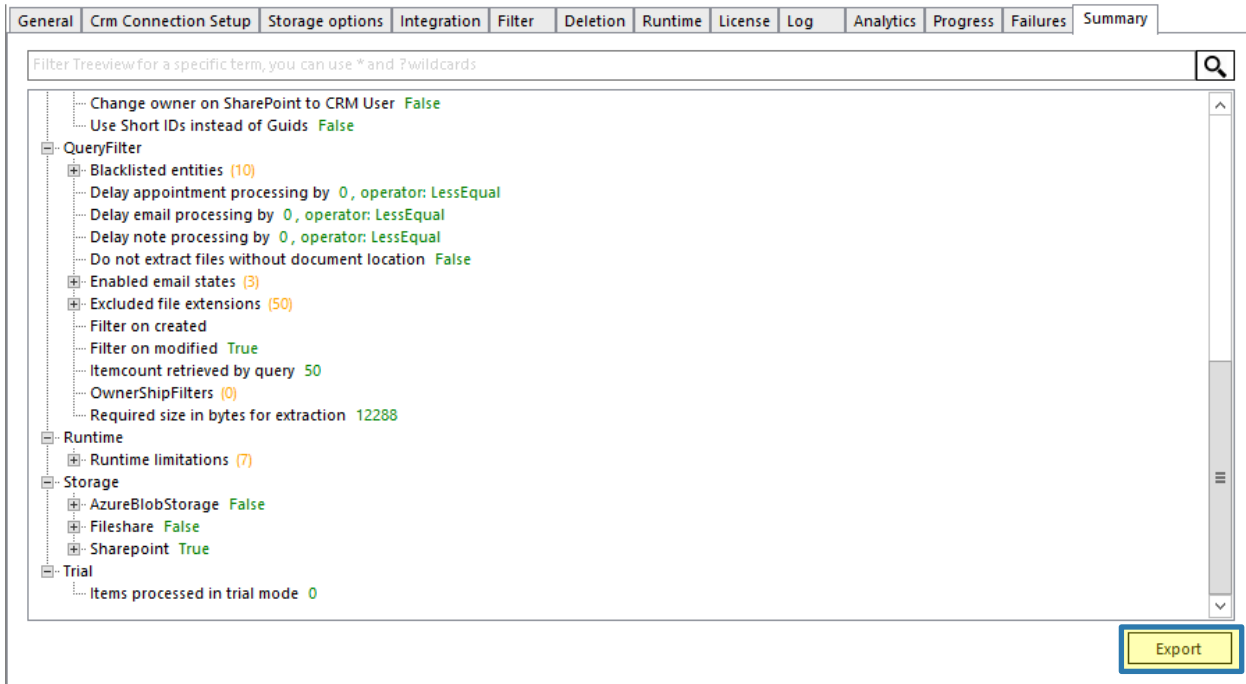 General Crm Connection Setup Storage options Integration Filter Deletion Runtime License Log Analytics Progress Failures Summary
Filter Treeview for a specific term, you can use * and ? wildcards
Change owner on SharePoint to CRM User False
Use Short IDs instead of Guids False
QueryFilter
Blacklisted entities (10)
Delay appointment processing by 0 , operator: LessEqual
Delay email processing by 0 , operator: LessEqual
Delay note processing by 0 , operator: LessEqual
Do not extract files without document location False
Enabled email states (3)
Excluded file extensions (50)
Filter on created
Filter on modified True
Itemcount retrieved by query 50
OwnerShipFilters (0)
Required size in bytes for extraction 12288
Runtime
Runtime limitations (7)
Storage
AzureBlobStorage False
Fileshare False
Sharepoint True
Trial
Items processed in trial mode 0
Export